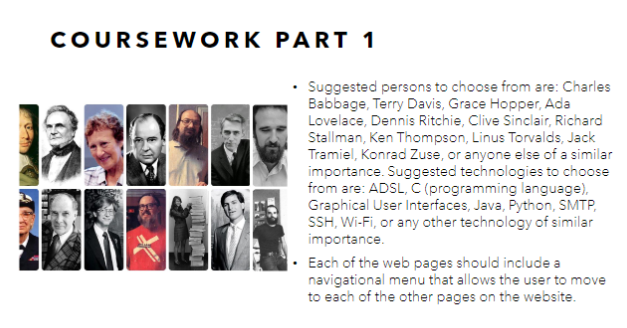 COURSEWORK PART 1
• Suggested persons to choose from are: Charles
Babbage, Terry Davis, Grace Hopper, Ada
Lovelace, Dennis Ritchie, Clive Sinclair, Richard
Stallman, Ken Thompson, Linus Torvalds, Jack
Tramiel, Konrad Zuse, or anyone else of a similar
importance. Suggested technologies to choose
from are: ADSL, C (programming language),
Graphical User Interfaces, Java, Python, SMTP,
SSH, Wi-Fi, or any other technology of similar
importance.
• Each of the web pages should include a
navigational menu that allows the user to move
to each of the other pages on the website.